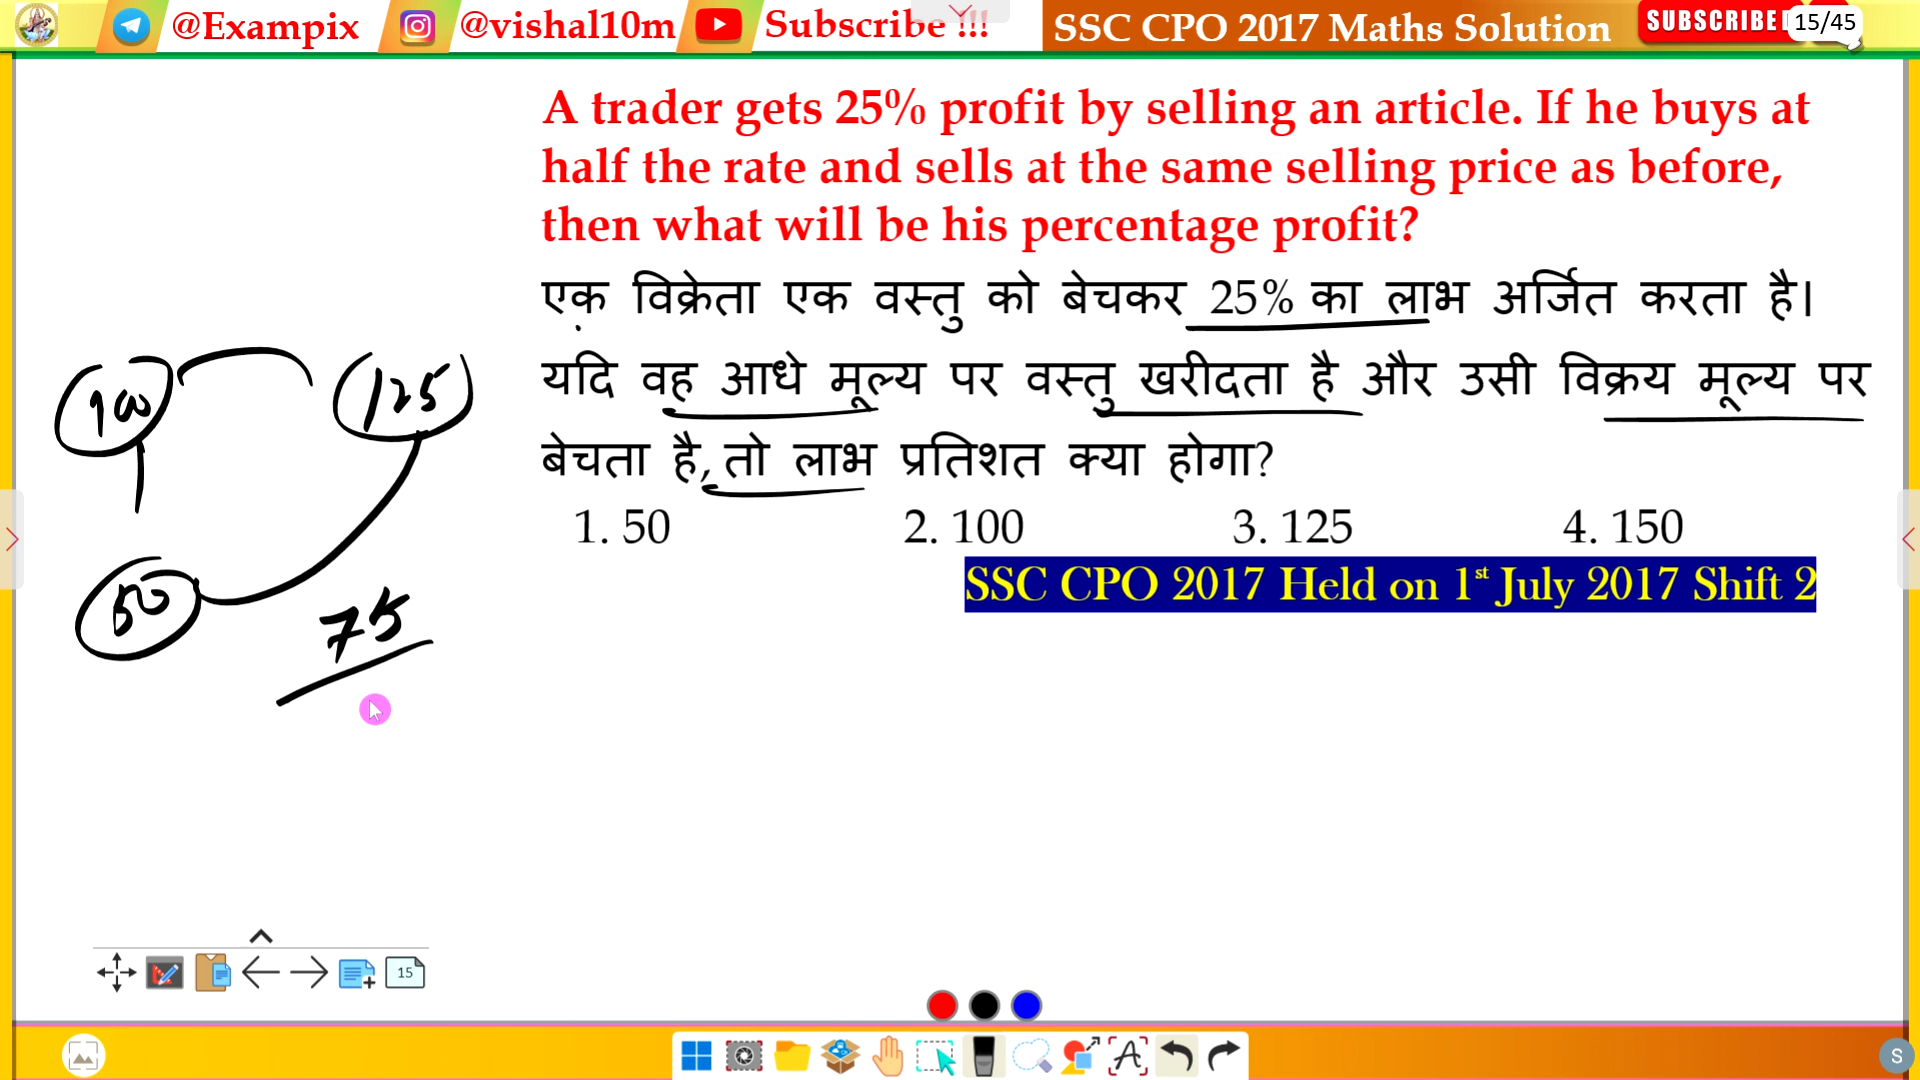 @Exampix @vishal10m Subscribe !!! SSC CPO 2017 Maths Solution SUBSCRIBE 15/45
A trader gets 25% profit by selling an article. If he buys at
half the rate and sells at the same selling price as before,
then what will be his percentage profit?
एक विक्रेता एक वस्तु को बेचकर 25% का लाभ अर्जित करता है।
यदि वह आधे मूल्य पर वस्तु खरीदता है और उसी विक्रय मूल्य पर
बेचता है, तो लाभ प्रतिशत क्या होगा?
1. 50 2. 100 3. 125 4. 150
SSC CPO 2017 Held on 1st July 2017 Shift 2
100 125
50
75
15
S